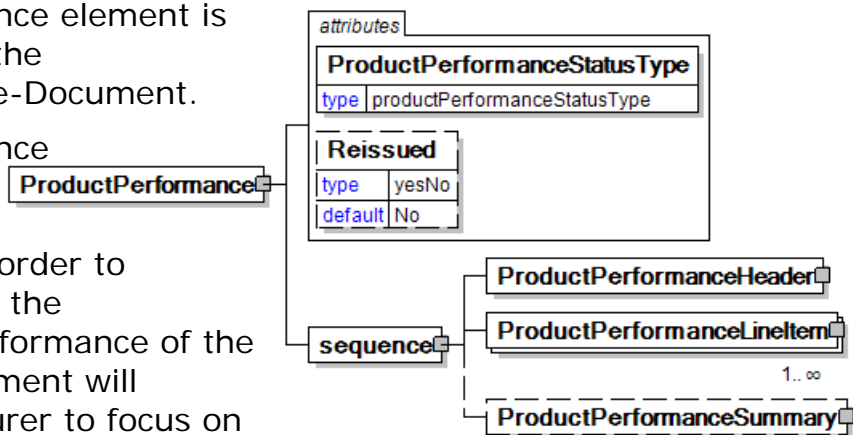 nce element is
the
e-Document.
nce
order to
the
formance of the
ment will
urer to focus on
attributes
ProductPerformanceStatusType
type productPerformanceStatusType
Reissued
type yesNo
default No
ProductPerformance
sequence
ProductPerformanceHeader
ProductPerformanceLineItem
1.. ∞
ProductPerformanceSummary